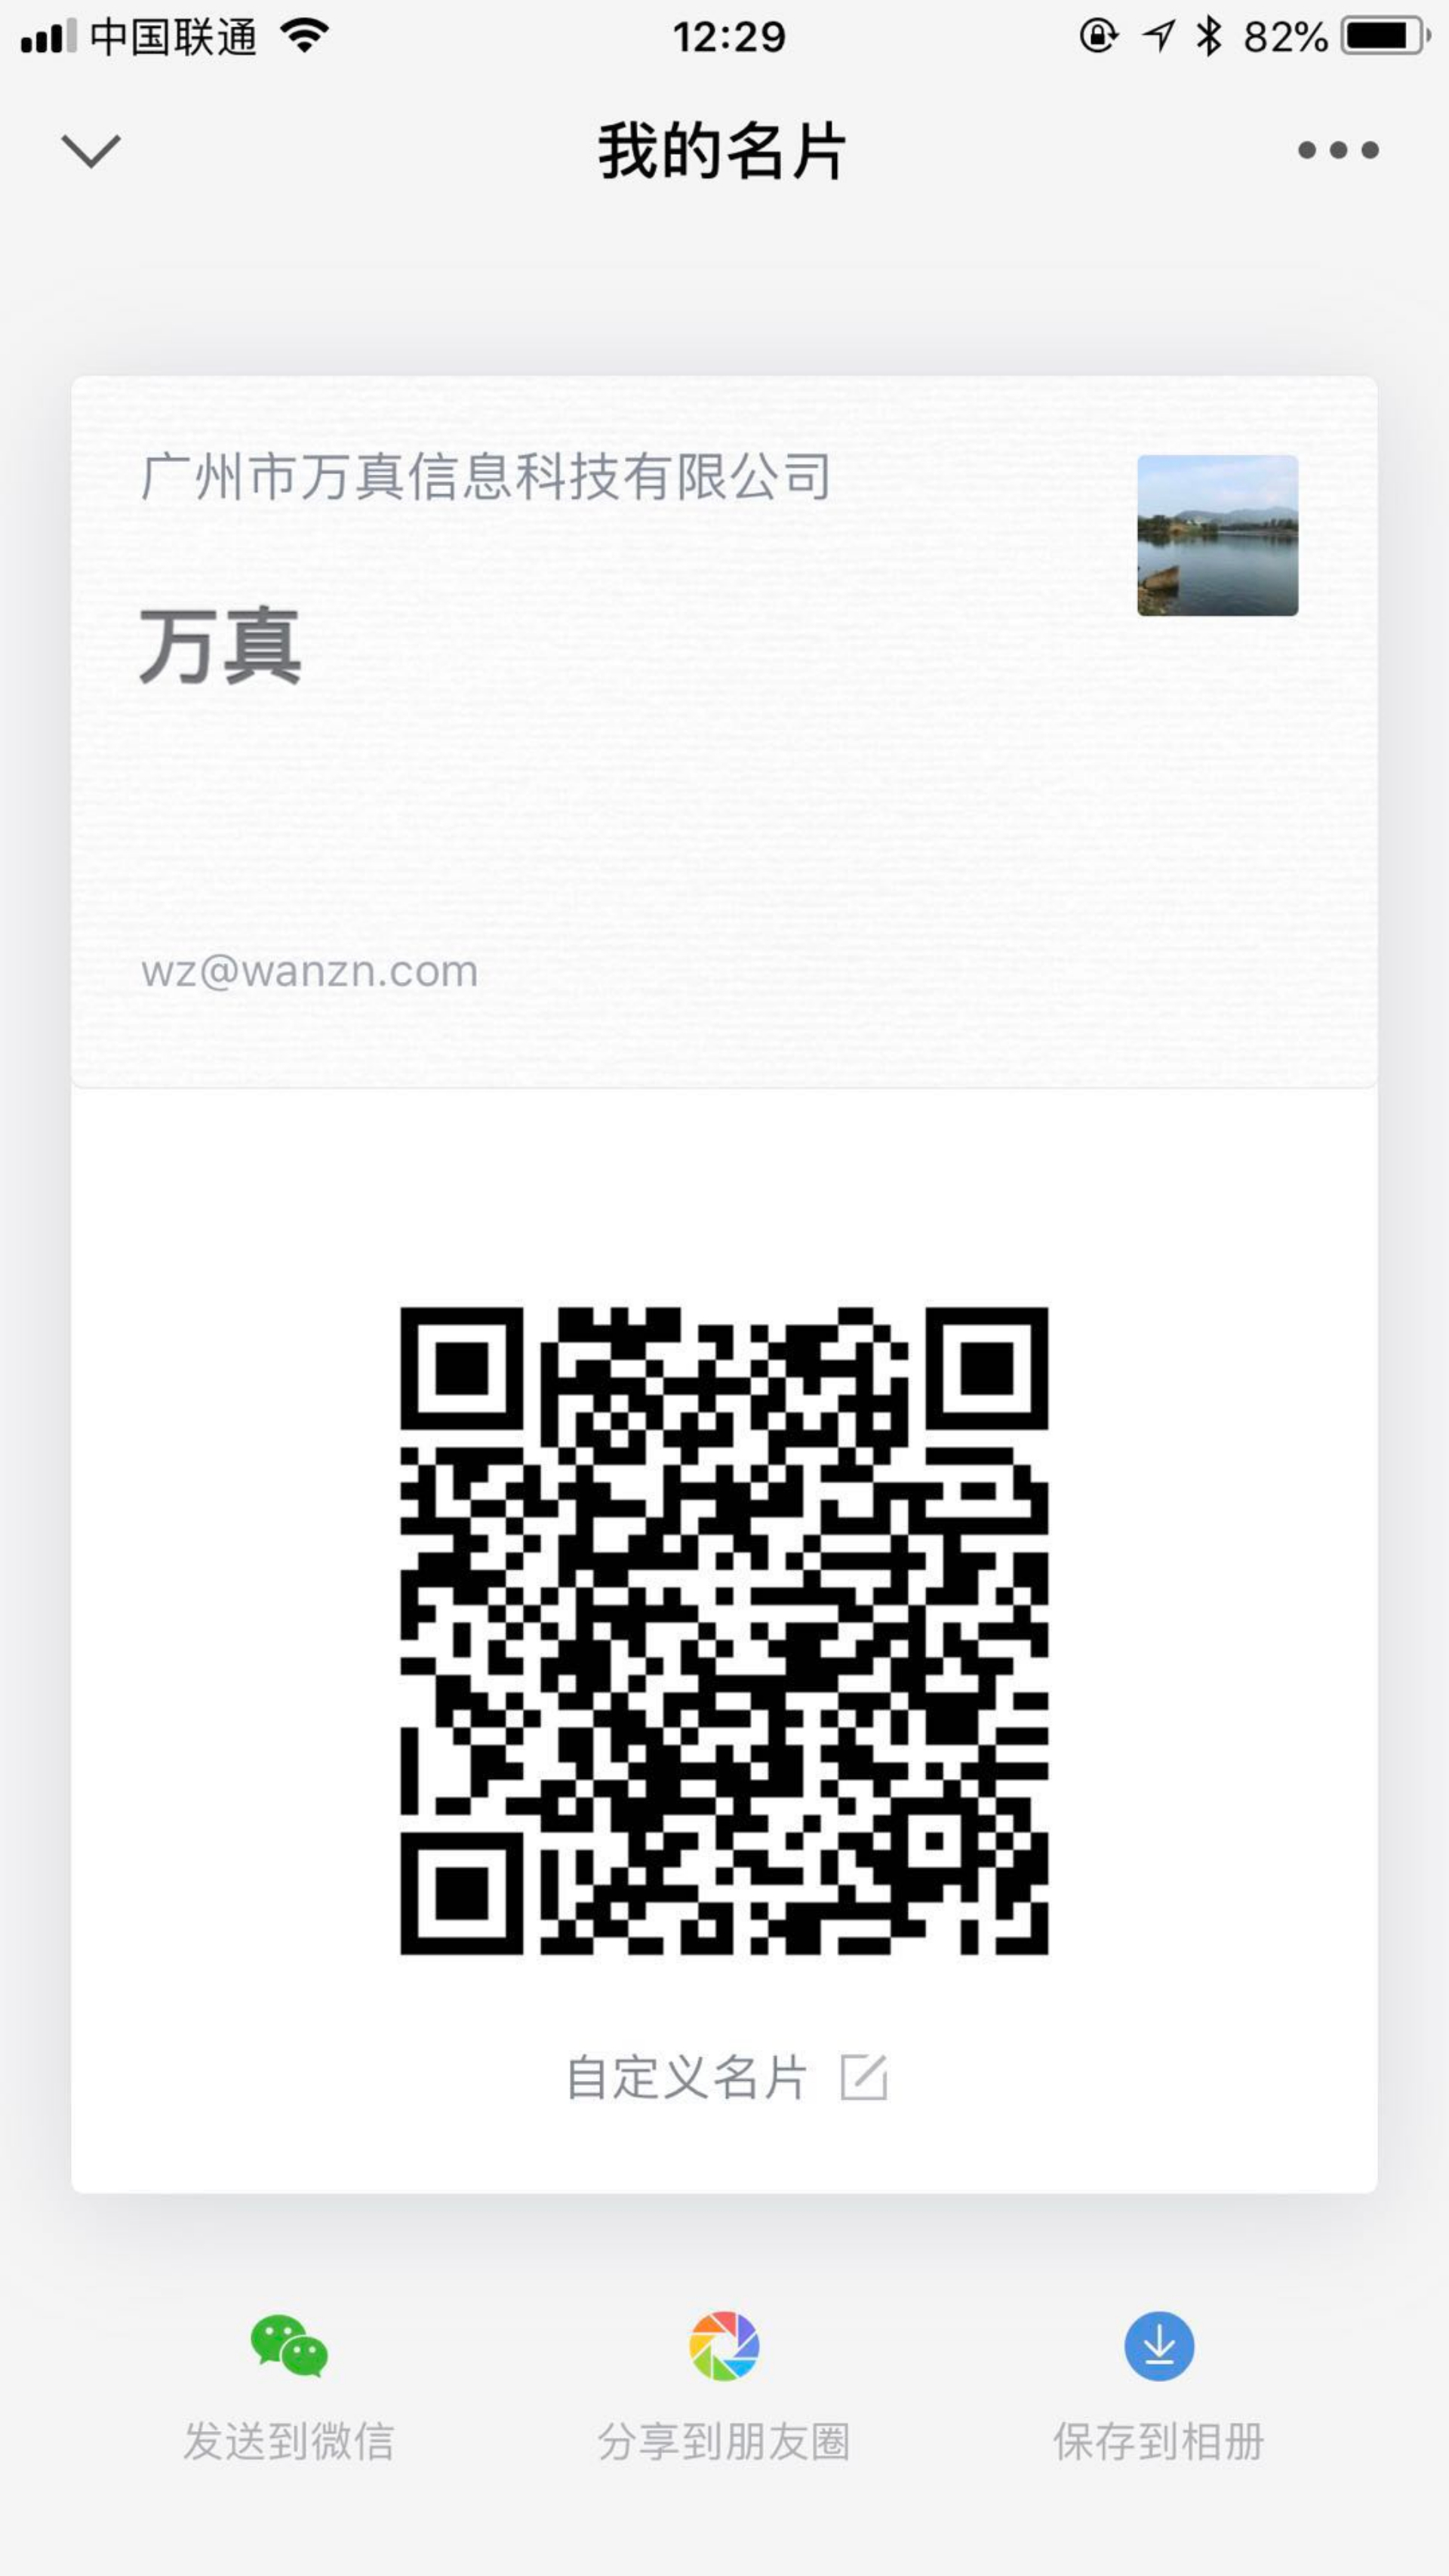 中国联通 12:29 82%
我的名片
广州市万真信息科技有限公司
万真
wz@wanzn.com
自定义名片
发送到微信 分享到朋友圈 保存到相册